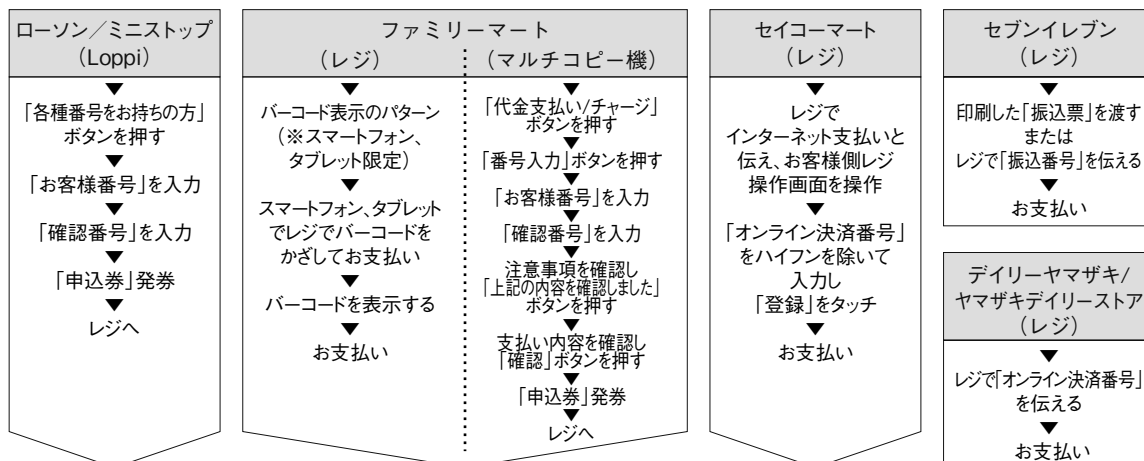 ローソン／ミニストップ
（Loppi）
▼
「各種番号をお持ちの方」
ボタンを押す
▼
「お客様番号」を入力
▼
「確認番号」を入力
▼
「申込券」発券
▼
レジへ
ファミリーマート
（レジ）
▼
バーコード表示のパターン
（※スマートフォン、
タブレット限定）
▼
スマートフォン、タブレット
でレジでバーコードを
かざしてお支払い
▼
バーコードを表示する
▼
お支払い
（マルチコピー機）
▼
「代金支払い/チャージ」
ボタンを押す
▼
「番号入力」ボタンを押す
▼
「お客様番号」を入力
▼
「確認番号」を入力
▼
注意事項を確認し
「上記の内容を確認しました」
ボタンを押す
▼
支払い内容を確認し
「確認」ボタンを押す
▼
「申込券」発券
▼
レジへ
セイコーマート
（レジ）
▼
レジで
インターネット支払いと
伝え、お客様側レジ
操作画面を操作
▼
「オンライン決済番号」
をハイフンを除いて
入力し
「登録」をタッチ
▼
お支払い
セブンイレブン
（レジ）
▼
印刷した「振込票」を渡す
または
レジで「振込番号」を伝える
▼
お支払い
デイリーヤマザキ/
ヤマザキデイリーストア
（レジ）
▼
レジで「オンライン決済番号」
を伝える
▼
お支払い